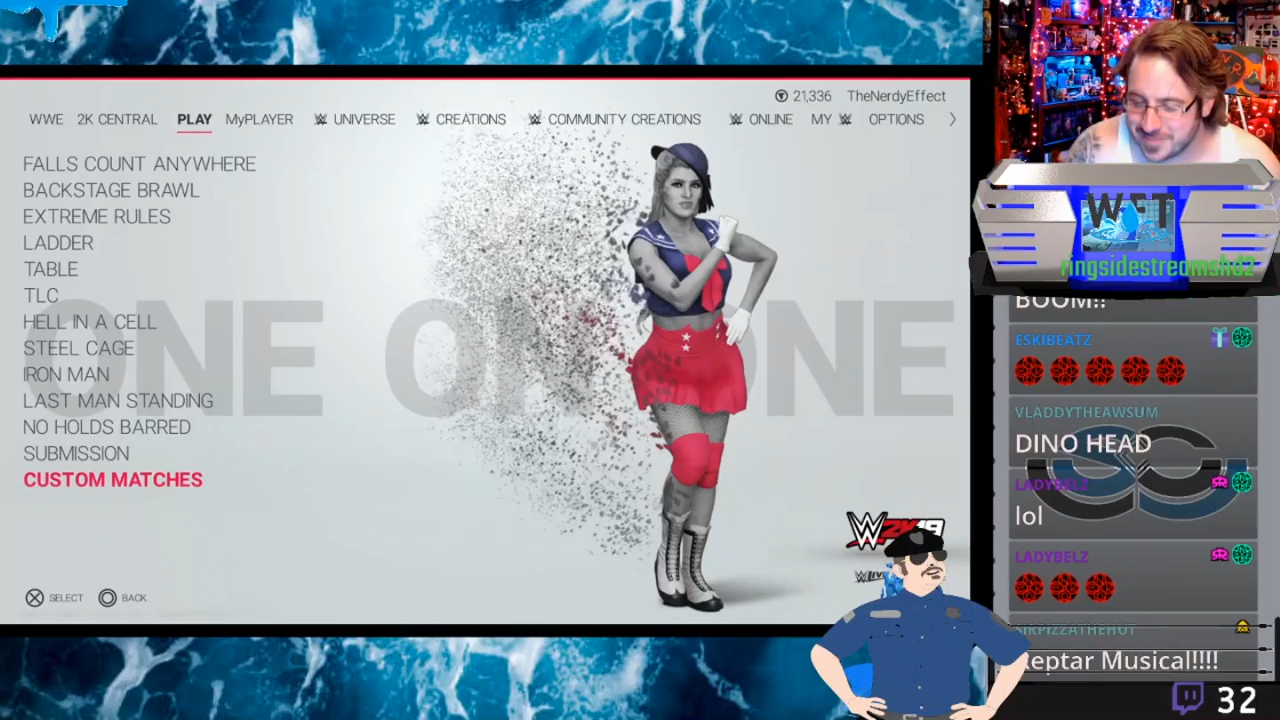 21,336 TheNerdyEffect
WWE 2K CENTRAL PLAY MyPLAYER UNIVERSE CREATIONS COMMUNITY CREATIONS ONLINE MY OPTIONS
FALLS COUNT ANYWHERE
BACKSTAGE BRAWL
EXTREME RULES
LADDER
TABLE
TLC
HELL IN A CELL
STEEL CAGE
IRON MAN
LAST MAN STANDING
NO HOLDS BARRED
SUBMISSION
CUSTOM MATCHES
ONE ON ONE
W 2K19
SELECT BACK
ringsidestreamshd2
BOOM!!
ESKIBEATZ
VLADDYTHEAWSUM
DINO HEAD
LADYBELZ
lol
LADYBELZ
Musical!!!!
32